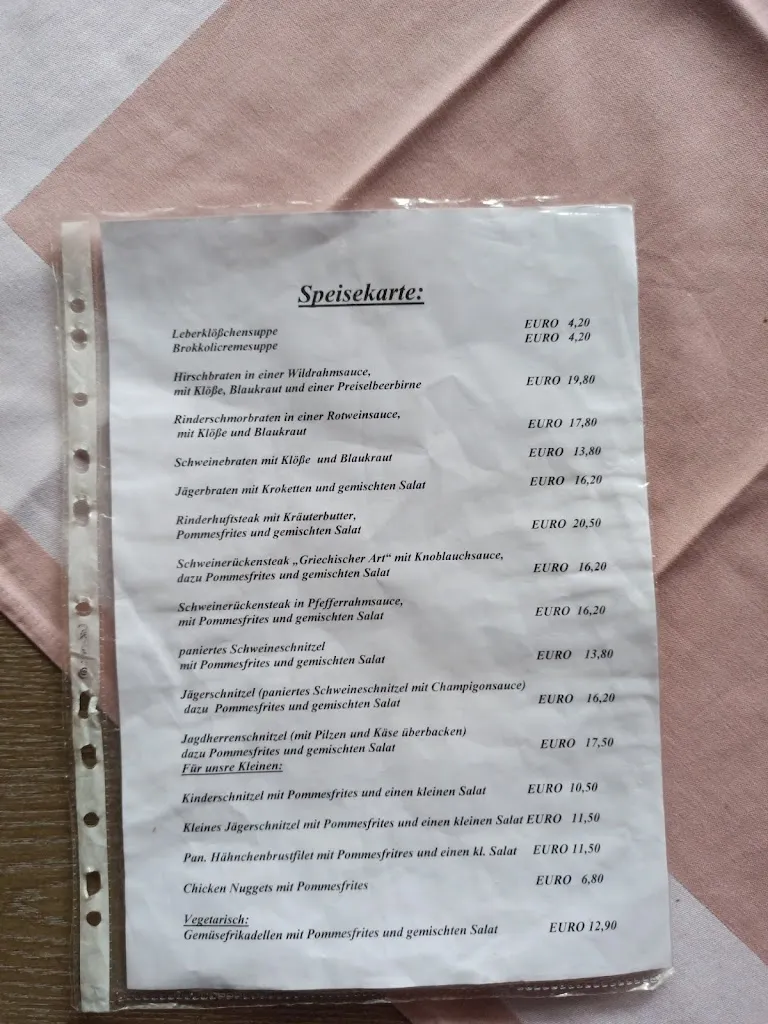 Speisekarte:
Leberklößchensuppe EURO 4,20
Brokkolicremesuppe EURO 4,20
Hirschbraten in einer Wildrahmsauce,
mit Klöße, Blaukraut und einer Preiselbeerbirne EURO 19,80
Rinderschmorbraten in einer Rotweinsauce,
mit Klöße und Blaukraut EURO 17,80
Schweinebraten mit Klöße und Blaukraut EURO 13,80
Jägerbraten mit Kroketten und gemischten Salat EURO 16,20
Rinderhuftsteak mit Kräuterbutter,
Pommesfrites und gemischten Salat EURO 20,50
Schweinerückensteak „Griechischer Art“ mit Knoblauchsauce,
dazu Pommesfrites und gemischten Salat EURO 16,20
Schweinerückensteak in Pfefferrahmsauce,
mit Pommesfrites und gemischten Salat EURO 16,20
paniertes Schweineschnitzel
mit Pommesfrites und gemischten Salat EURO 13,80
Jägerschnitzel (paniertes Schweineschnitzel mit Champigonsauce)
dazu Pommesfrites und gemischten Salat EURO 16,20
Jagdherrenschnitzel (mit Pilzen und Käse überbacken)
dazu Pommesfrites und gemischten Salat EURO 17,50
Für unsre Kleinen:
Kinderschnitzel mit Pommesfrites und einen kleinen Salat EURO 10,50
Kleines Jägerschnitzel mit Pommesfrites und einen kleinen Salat EURO 11,50
Pan. Hähnchenbrustfilet mit Pommesfritres und einen kl. Salat EURO 11,50
Chicken Nuggets mit Pommesfrites EURO 6,80
Vegetarisch:
Gemüsefrikadellen mit Pommesfrites und gemischten Salat EURO 12,90